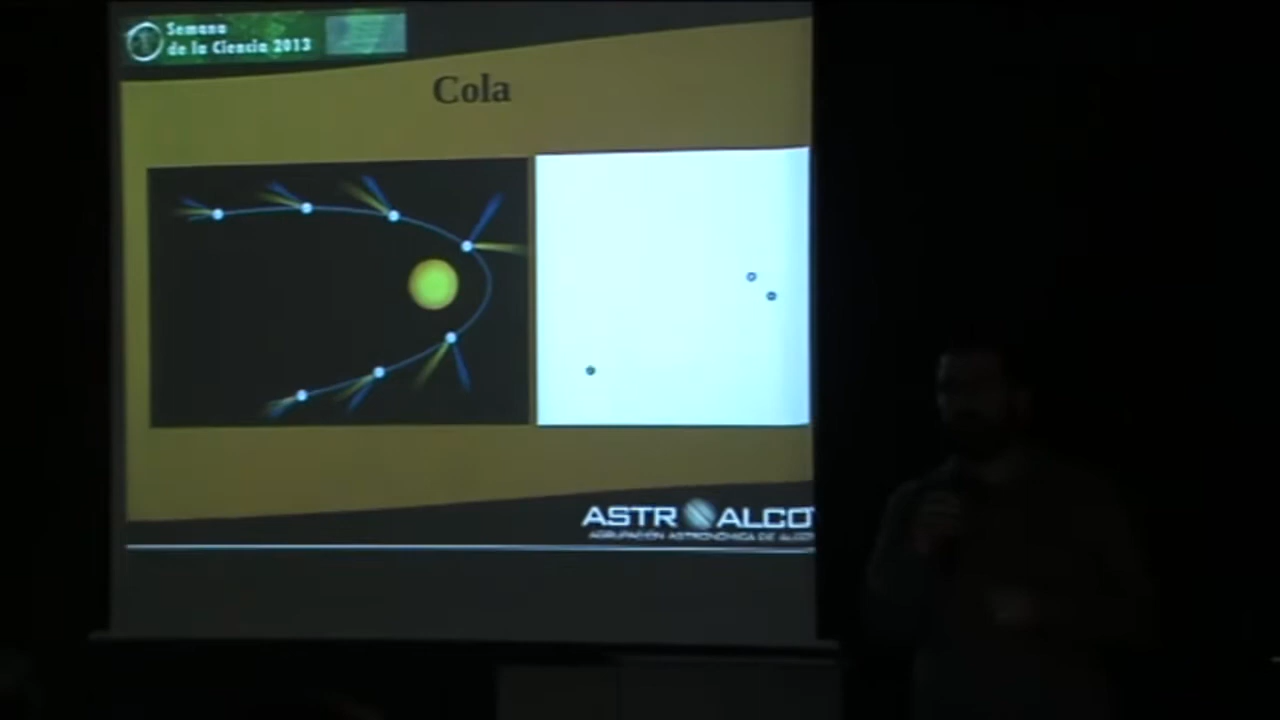 Semana
de la Ciencia 2013
Cola
ASTR ALCO
AGRUPACIÓN ASTRONÓMICA DE ALCO